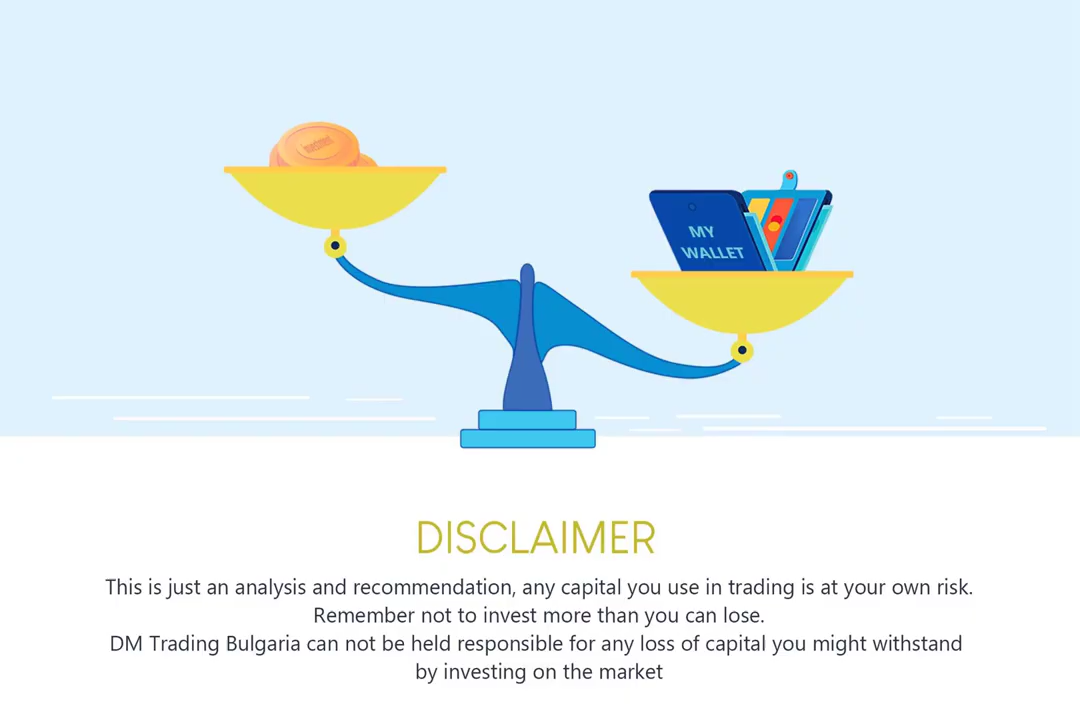 Investment
MY
WALLET
DISCLAIMER
This is just an analysis and recommendation, any capital you use in trading is at your own risk.
Remember not to invest more than you can lose.
DM Trading Bulgaria can not be held responsible for any loss of capital you might withstand
by investing on the market